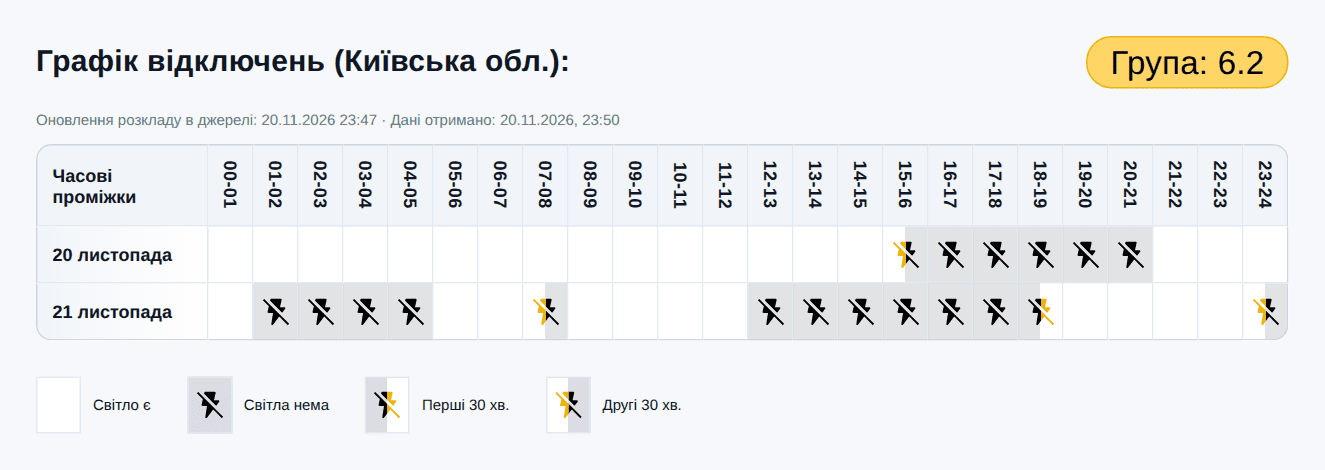 Графік відключень (Київська обл.):
Група: 6.2
Оновлення розкладу в джерелі: 20.11.2026 23:47 · Дані отримано: 20.11.2026, 23:50
Часові
проміжки
00-01
01-02
02-03
03-04
04-05
05-06
06-07
07-08
08-09
09-10
10-11
11-12
12-13
13-14
14-15
15-16
16-17
17-18
18-19
19-20
20-21
21-22
22-23
23-24
20 листопада
21 листопада
Світло є
Світла нема
Перші 30 хв.
Другі 30 хв.